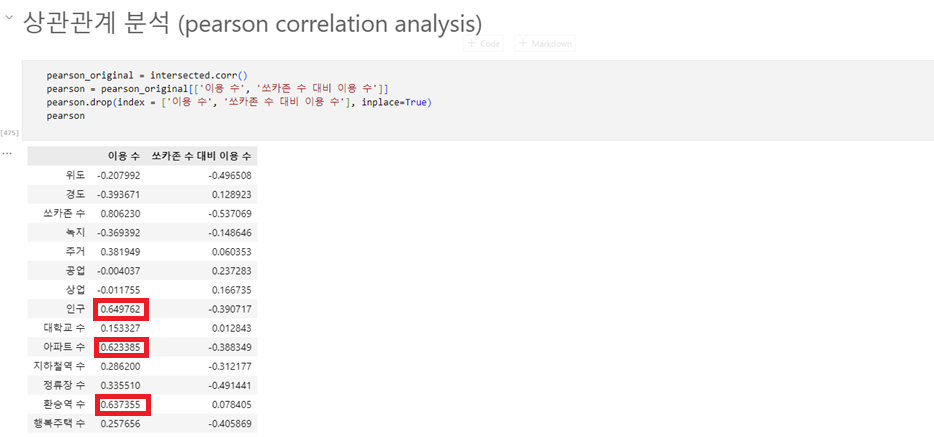 상관관계 분석 (pearson correlation analysis)
+ Code + Markdown
pearson_original = intersected.corr()
pearson = pearson_original[['이용 수', '쏘카존 수 대비 이용 수']]
pearson.drop(index = ['이용 수', '쏘카존 수 대비 이용 수'], inplace=True)
pearson
[475]
...
이용 수 쏘카존 수 대비 이용 수
위도 -0.207992 -0.496508
경도 -0.393671 0.128923
쏘카존 수 0.806230 -0.537069
녹지 -0.369392 -0.148646
주거 0.381949 0.060353
공업 -0.004037 0.237283
상업 -0.011755 0.166735
인구 0.649762 -0.390717
대학교 수 0.153327 0.012843
아파트 수 0.623385 -0.388349
지하철역 수 0.286200 -0.312177
정류장 수 0.335510 -0.491441
환승역 수 0.637355 0.078405
행복주택 수 0.257656 -0.405869